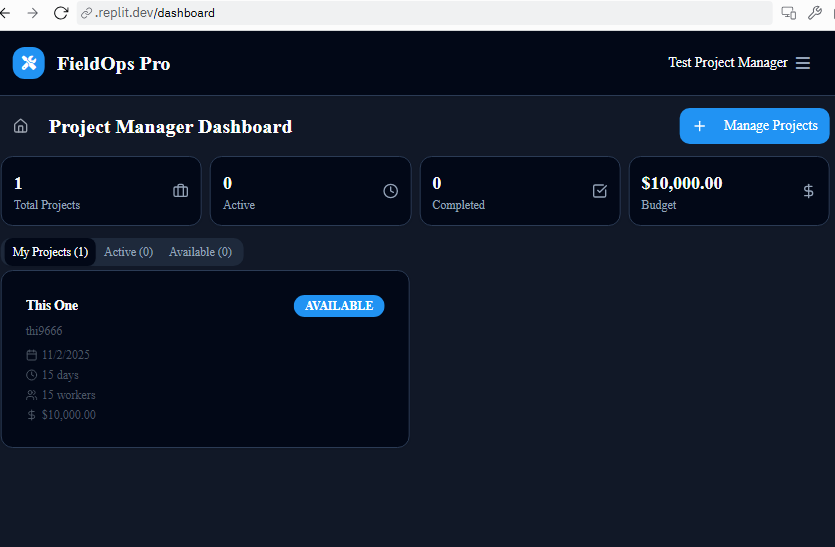 .replit.dev/dashboard
FieldOps Pro
Test Project Manager
Project Manager Dashboard
+ Manage Projects
1
Total Projects
0
Active
0
Completed
$10,000.00
Budget
$
My Projects (1) Active (0) Available (0)
This One
AVAILABLE
thi9666
11/2/2025
15 days
15 workers
$ $10,000.00